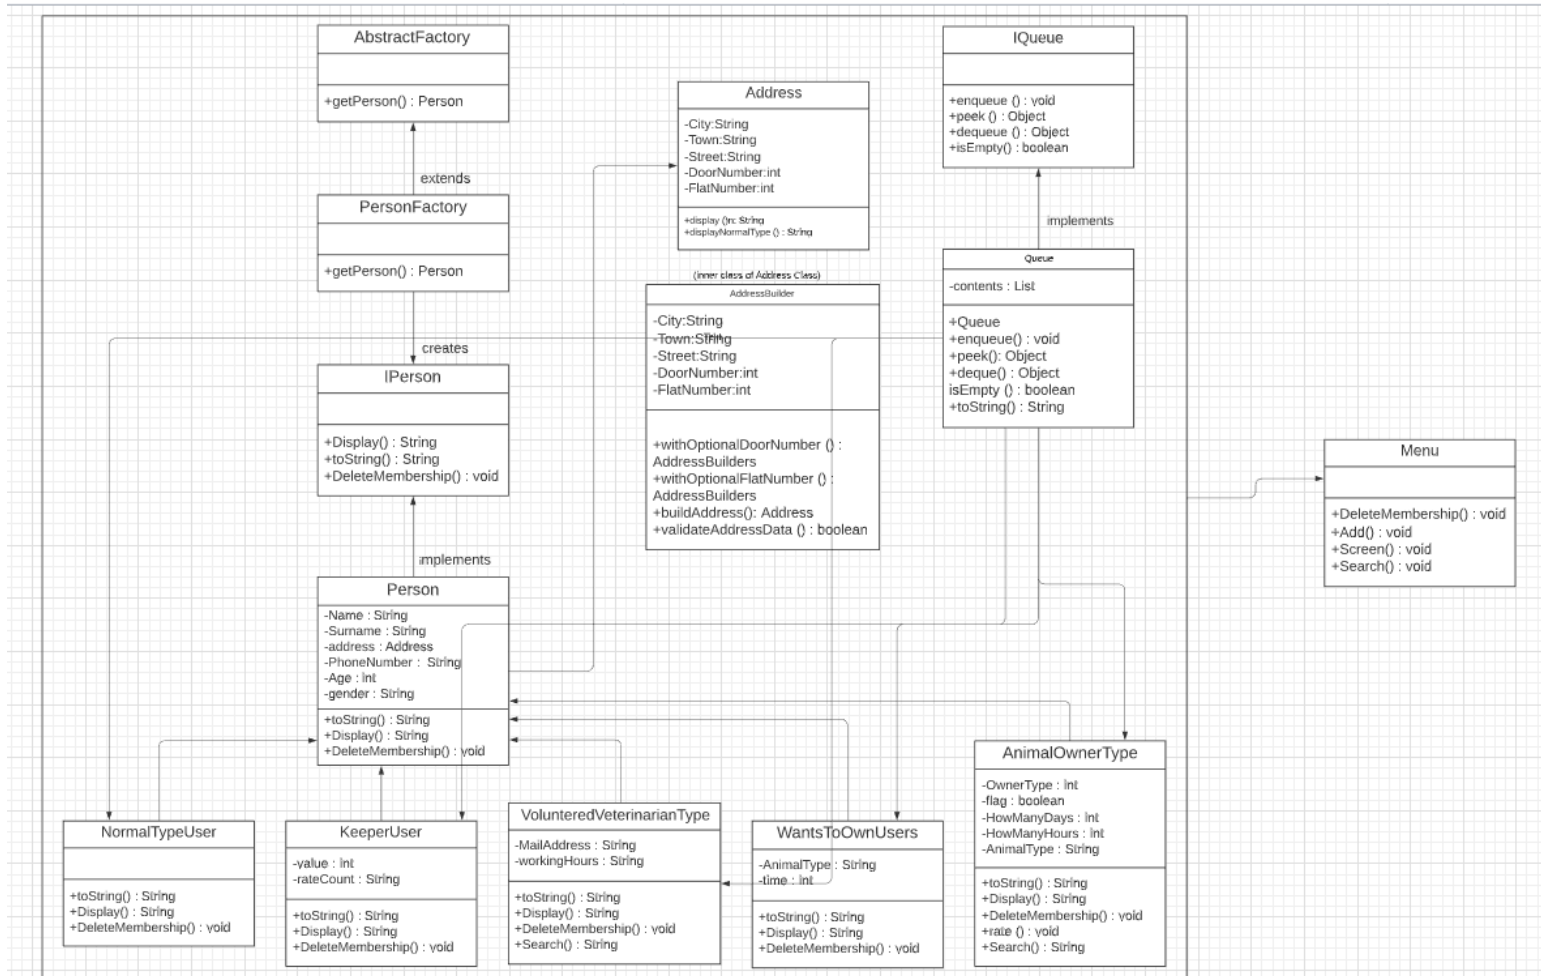 AbstractFactory
+getPerson() : Person
extends
PersonFactory
+getPerson() : Person
creates
IPerson
+Display() : String
+toString() : String
+DeleteMembership() : void
implements
Person
-Name : String
-Surname : String
-address : Address
-PhoneNumber : String
-Age : int
-gender : String
+toString() : String
+Display() : String
+DeleteMembership() : void
Address
-City:String
-Town:String
-Street:String
-DoorNumber:int
-FlatNumber:int
+display () : String
+displayNormalType () : String
(inner class of Address Class)
AddressBuilder
-City:String
-Town:String
-Street:String
-DoorNumber:int
-FlatNumber:int
+withOptionalDoorNumber () :
AddressBuilders
+withOptionalFlatNumber () :
AddressBuilders
+buildAddress(): Address
+validateAddressData () : boolean
IQueue
+enqueue () : void
+peek () : Object
+dequeue () : Object
+isEmpty() : boolean
implements
Queue
-contents : List
+Queue
+enqueue() : void
+peek(): Object
+deque() : Object
isEmpty () : boolean
+toString() : String
Menu
+DeleteMembership() : void
+Add() : void
+Screen() : void
+Search() : void
NormalTypeUser
+toString() : String
+Display() : String
+DeleteMembership() : void
KeeperUser
-value : int
-rateCount : String
+toString() : String
+Display() : String
+DeleteMembership() : void
VolunteredVeterinarianType
-MailAddress : String
-workingHours : String
+toString() : String
+Display() : String
+DeleteMembership() : void
+Search() : String
WantsToOwnUsers
-AnimalType : String
-time : int
+toString() : String
+Display() : String
+DeleteMembership() : void
AnimalOwnerType
-OwnerType : int
-flag : boolean
-HowManyDays : int
-HowManyHours : int
-AnimalType : String
+toString() : String
+Display() : String
+DeleteMembership() : void
+rate () : void
+Search() : String